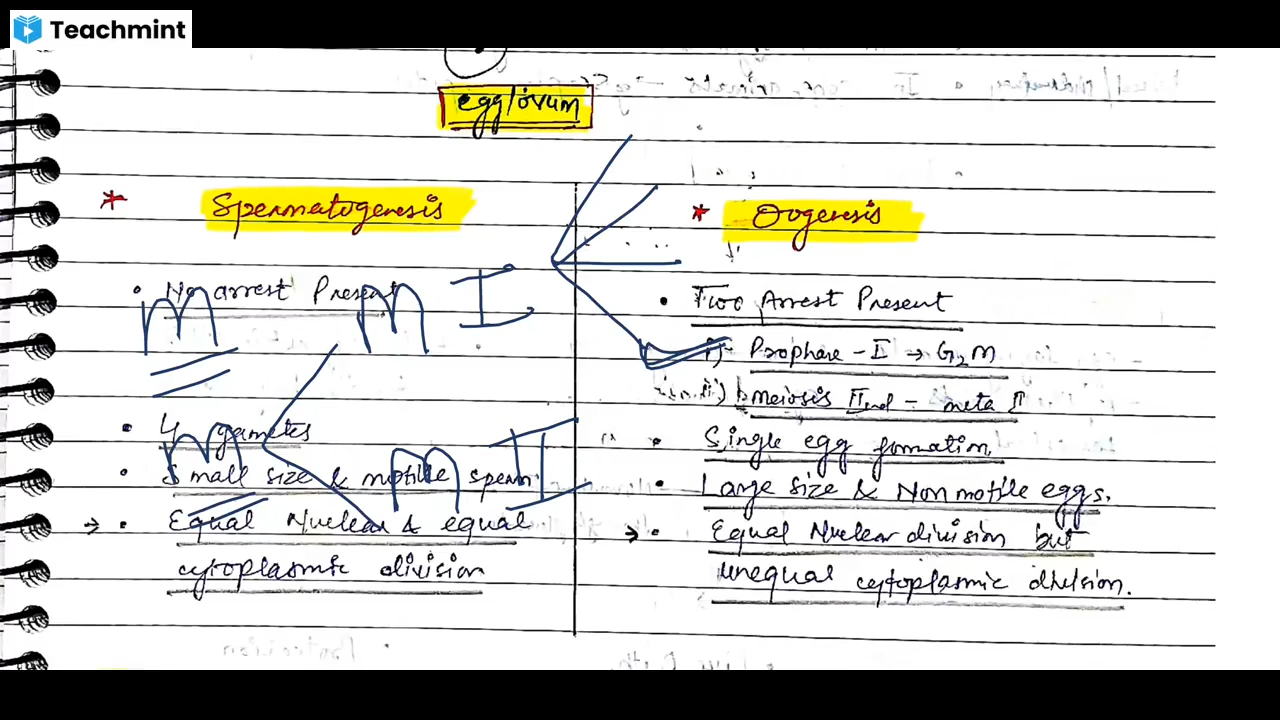 Teachmint
egg/ovum
* Spermatogenesis
• No arrest Present
• 4 gametes
• Small size & motile sperm.
→ • Equal Nuclear & equal
cytoplasmic division
M M I
M M II
* Oogenesis
• Two Arrest Present
i) Prophase - I → G2M
ii) meiosis IInd - meta II
• Single egg formation.
• Large size & Non motile eggs.
→ • Equal Nuclear division but
unequal cytoplasmic division.